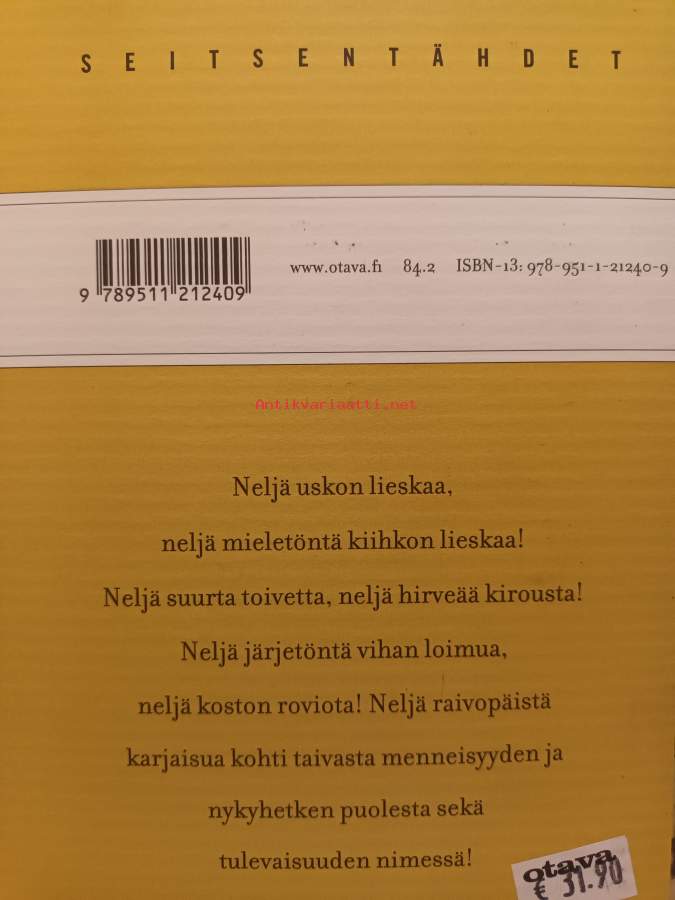 SEITSENTÄHDET
www.otava.fi 84.2 ISBN-13: 978-951-1-21240-9
9 789511 212409
Antikvariaatti.net
Neljä uskon lieskaa,
neljä mieletöntä kiihkon lieskaa!
Neljä suurta toivetta, neljä hirveää kirousta!
Neljä järjetöntä vihan loimua,
neljä koston roviota! Neljä raivopäistä
karjaisua kohti taivasta menneisyyden ja
nykyhetken puolesta sekä
tulevaisuuden nimessä!
otava
€ 31.90